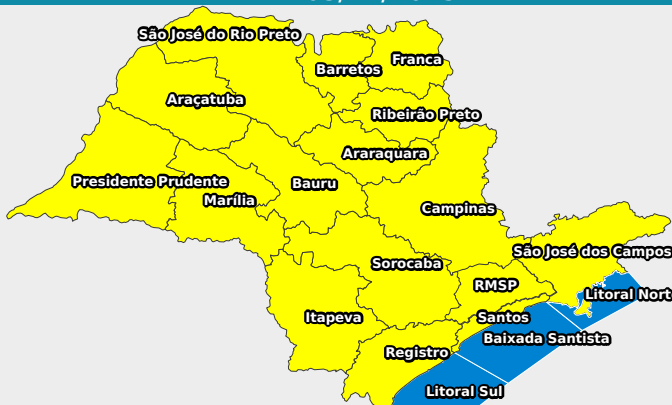 São José do Rio Preto
Franca
Barretos
Araçatuba
Ribeirão Preto
Araraquara
Presidente Prudente
Bauru
Marília
Campinas
São José dos Campos
Sorocaba
RMSP
Litoral Nort
Itapeva
Santos
Baixada Santista
Registro
Litoral Sul